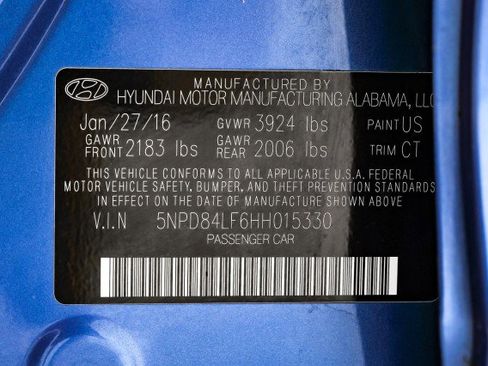 MANUFACTURED BY
HYUNDAI MOTOR MANUFACTURING ALABAMA, LLC
Jan/27/16 GVWR 3924 lbs PAINT US
GAWR FRONT 2183 lbs GAWR REAR 2006 lbs TRIM CT
THIS VEHICLE CONFORMS TO ALL APPLICABLE U.S.A. FEDERAL
MOTOR VEHICLE SAFETY, BUMPER, AND THEFT PREVENTION STANDARDS
IN EFFECT ON THE DATE OF MANUFACTURE SHOWN ABOVE
V.I.N 5NPD84LF6HH015330
PASSENGER CAR